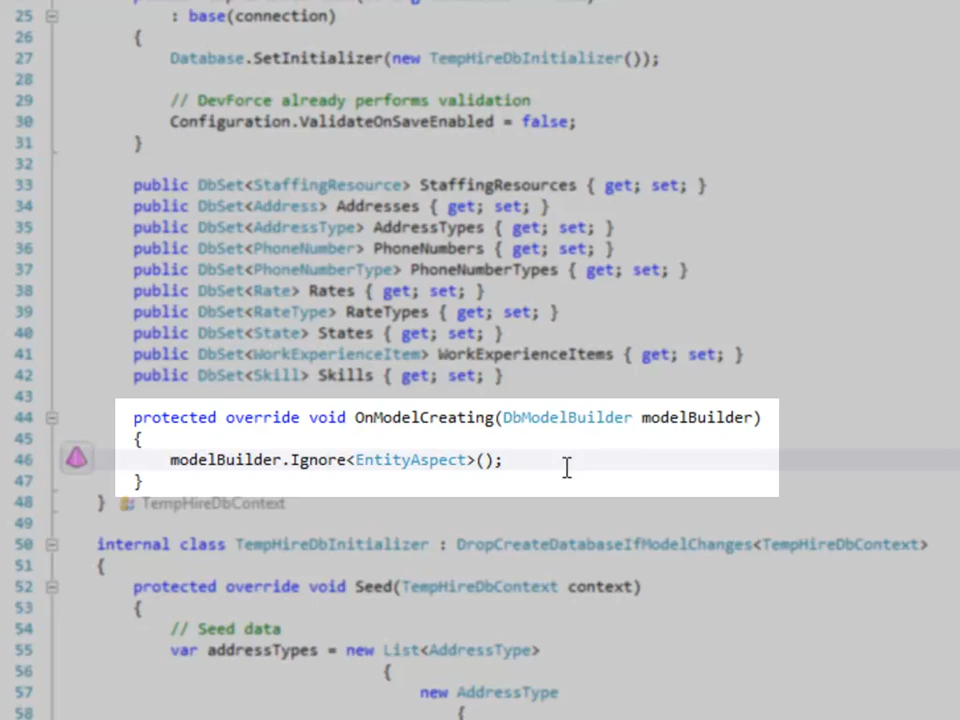 25 : base(connection)
26 {
27 Database.SetInitializer(new TempHireDbInitializer());
28
29 // DevForce already performs validation
30 Configuration.ValidateOnSaveEnabled = false;
31 }
32
33 public DbSet<StaffingResource> StaffingResources { get; set; }
34 public DbSet<Address> Addresses { get; set; }
35 public DbSet<AddressType> AddressTypes { get; set; }
36 public DbSet<PhoneNumber> PhoneNumbers { get; set; }
37 public DbSet<PhoneNumberType> PhoneNumberTypes { get; set; }
38 public DbSet<Rate> Rates { get; set; }
39 public DbSet<RateType> RateTypes { get; set; }
40 public DbSet<State> States { get; set; }
41 public DbSet<WorkExperienceItem> WorkExperienceItems { get; set; }
42 public DbSet<Skill> Skills { get; set; }
43
44 protected override void OnModelCreating(DbModelBuilder modelBuilder)
45 {
46 modelBuilder.Ignore<EntityAspect>();
47 }
48 } TempHireDbContext
49
50 internal class TempHireDbInitializer : DropCreateDatabaseIfModelChanges<TempHireDbContext>
51 {
52 protected override void Seed(TempHireDbContext context)
53 {
54 // Seed data
55 var addressTypes = new List<AddressType>
56 {
57 new AddressType
58 {